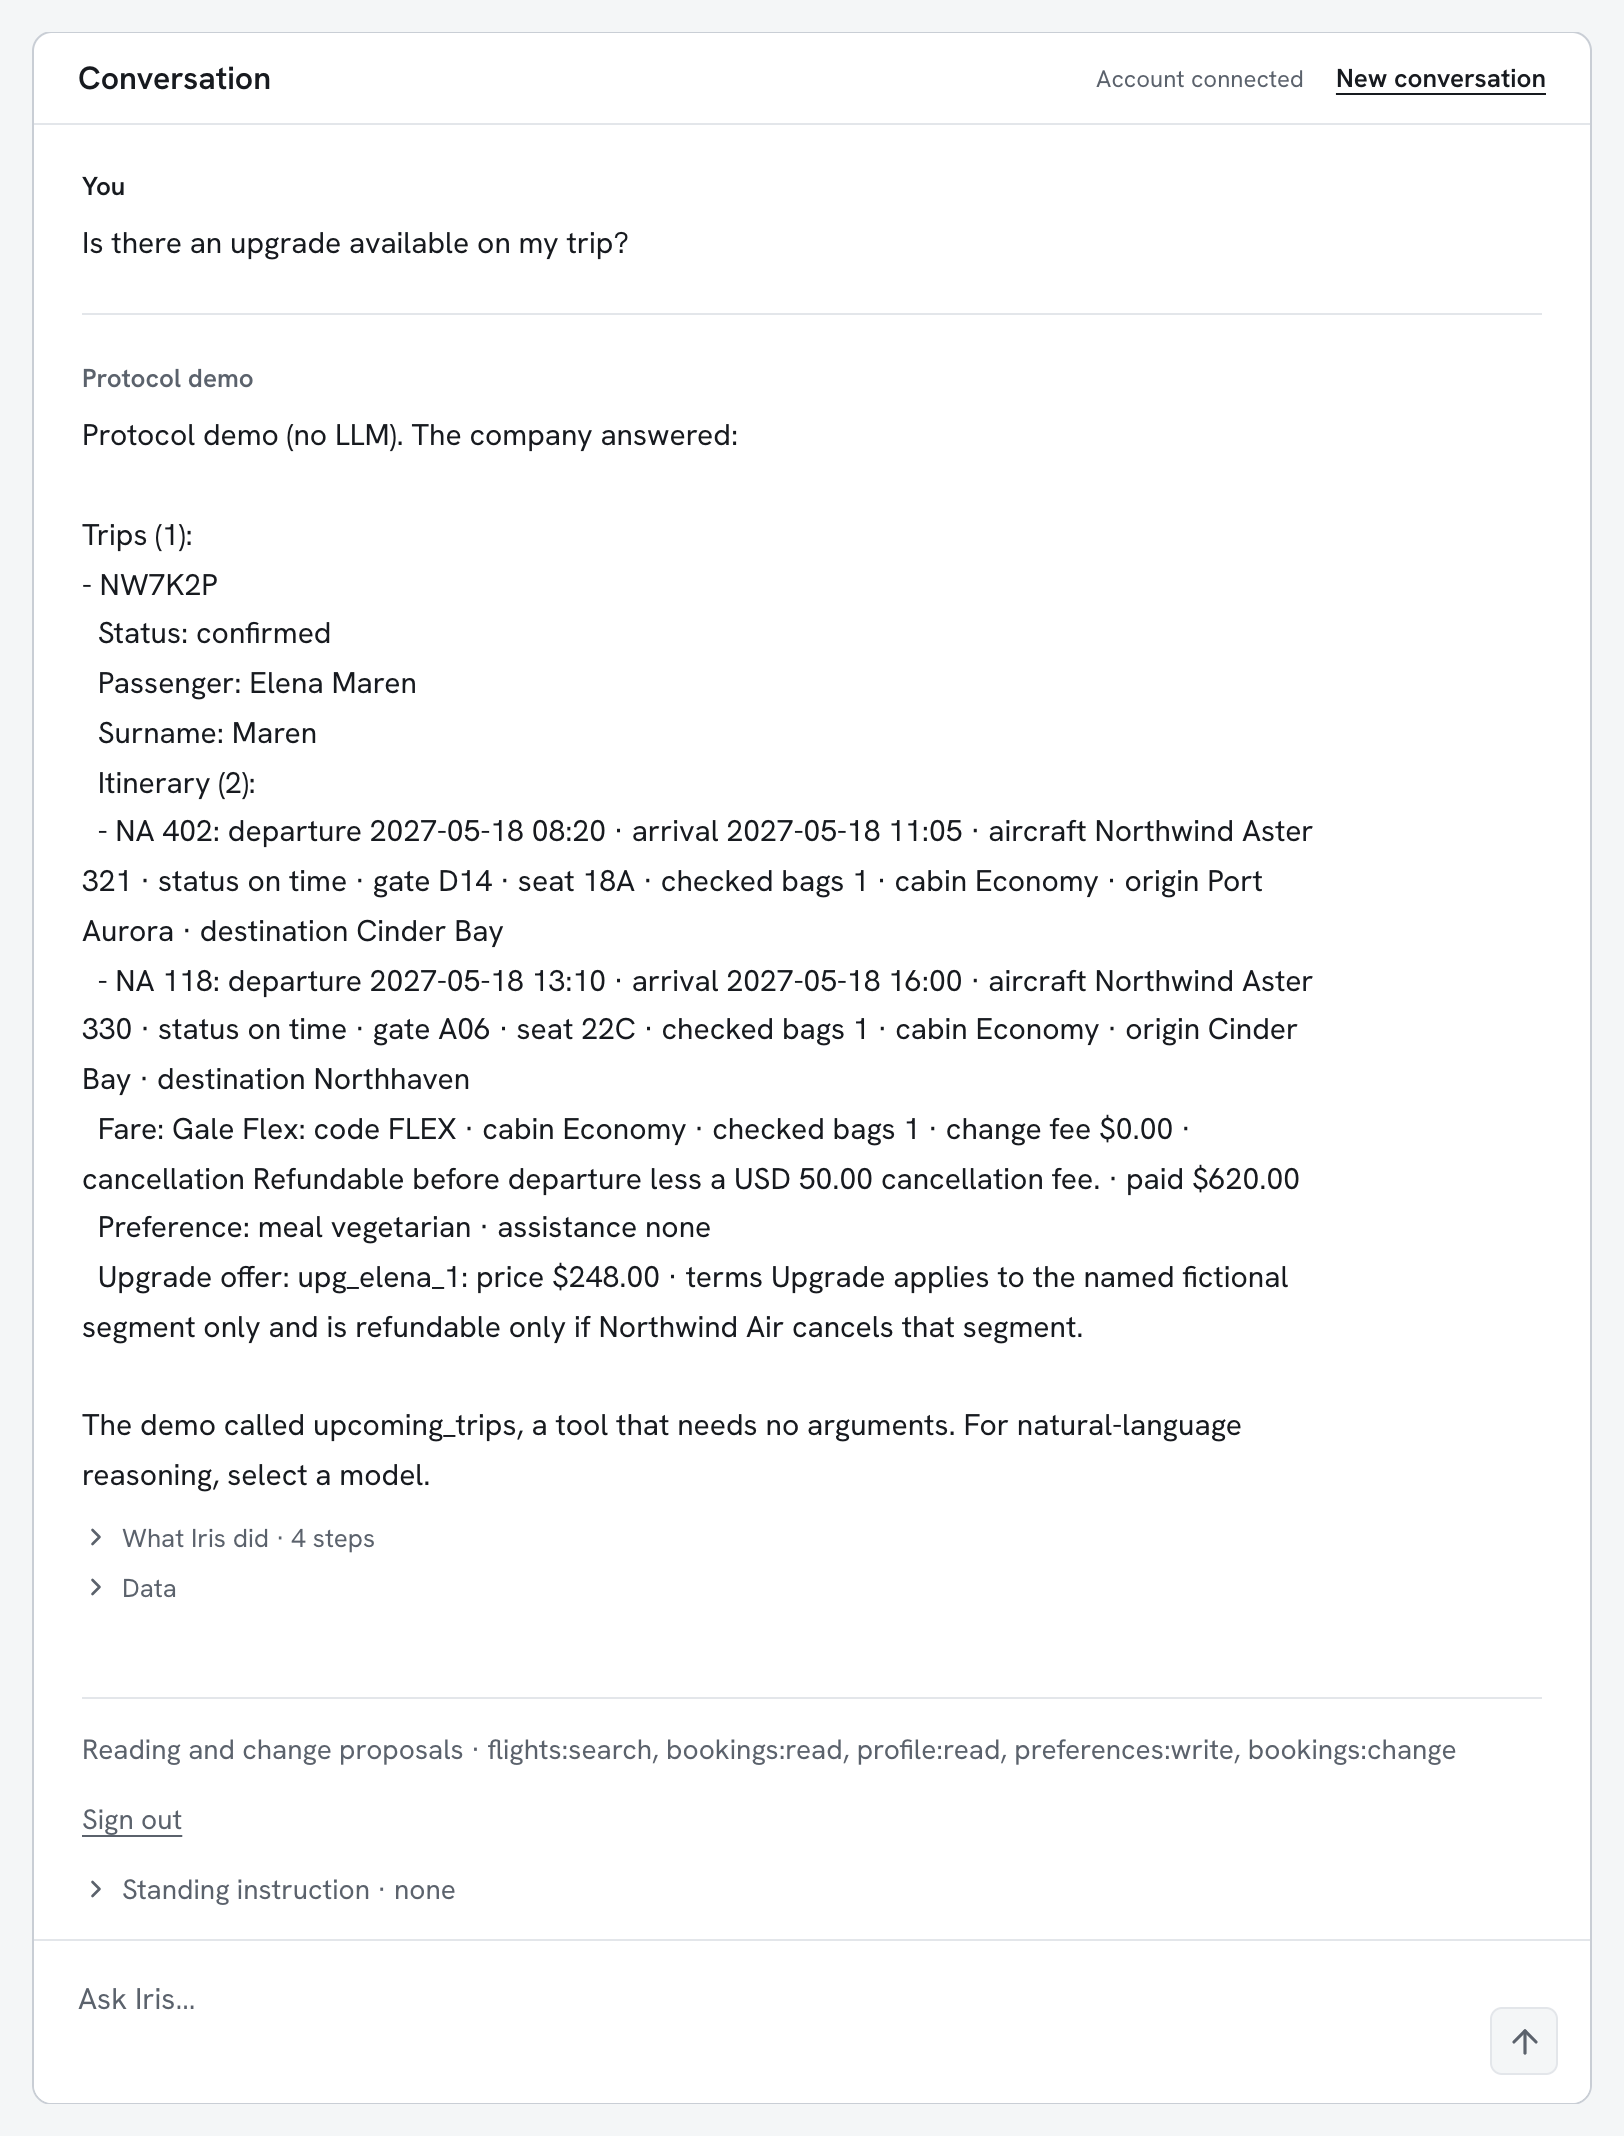 Conversation
Account connected
New conversation
You
Is there an upgrade available on my trip?
Protocol demo
Protocol demo (no LLM). The company answered:
Trips (1):
- NW7K2P
Status: confirmed
Passenger: Elena Maren
Surname: Maren
Itinerary (2):
- NA 402: departure 2027-05-18 08:20 · arrival 2027-05-18 11:05 · aircraft Northwind Aster
321 · status on time · gate D14 · seat 18A · checked bags 1 · cabin Economy · origin Port
Aurora · destination Cinder Bay
- NA 118: departure 2027-05-18 13:10 · arrival 2027-05-18 16:00 · aircraft Northwind Aster
330 · status on time · gate A06 · seat 22C · checked bags 1 · cabin Economy · origin Cinder
Bay · destination Northhaven
Fare: Gale Flex: code FLEX · cabin Economy · checked bags 1 · change fee $0.00 ·
cancellation Refundable before departure less a USD 50.00 cancellation fee. · paid $620.00
Preference: meal vegetarian · assistance none
Upgrade offer: upg_elena_1: price $248.00 · terms Upgrade applies to the named fictional
segment only and is refundable only if Northwind Air cancels that segment.
The demo called upcoming_trips, a tool that needs no arguments. For natural-language
reasoning, select a model.
What Iris did · 4 steps
Data
Reading and change proposals · flights:search, bookings:read, profile:read, preferences:write, bookings:change
Sign out
Standing instruction · none
Ask Iris...